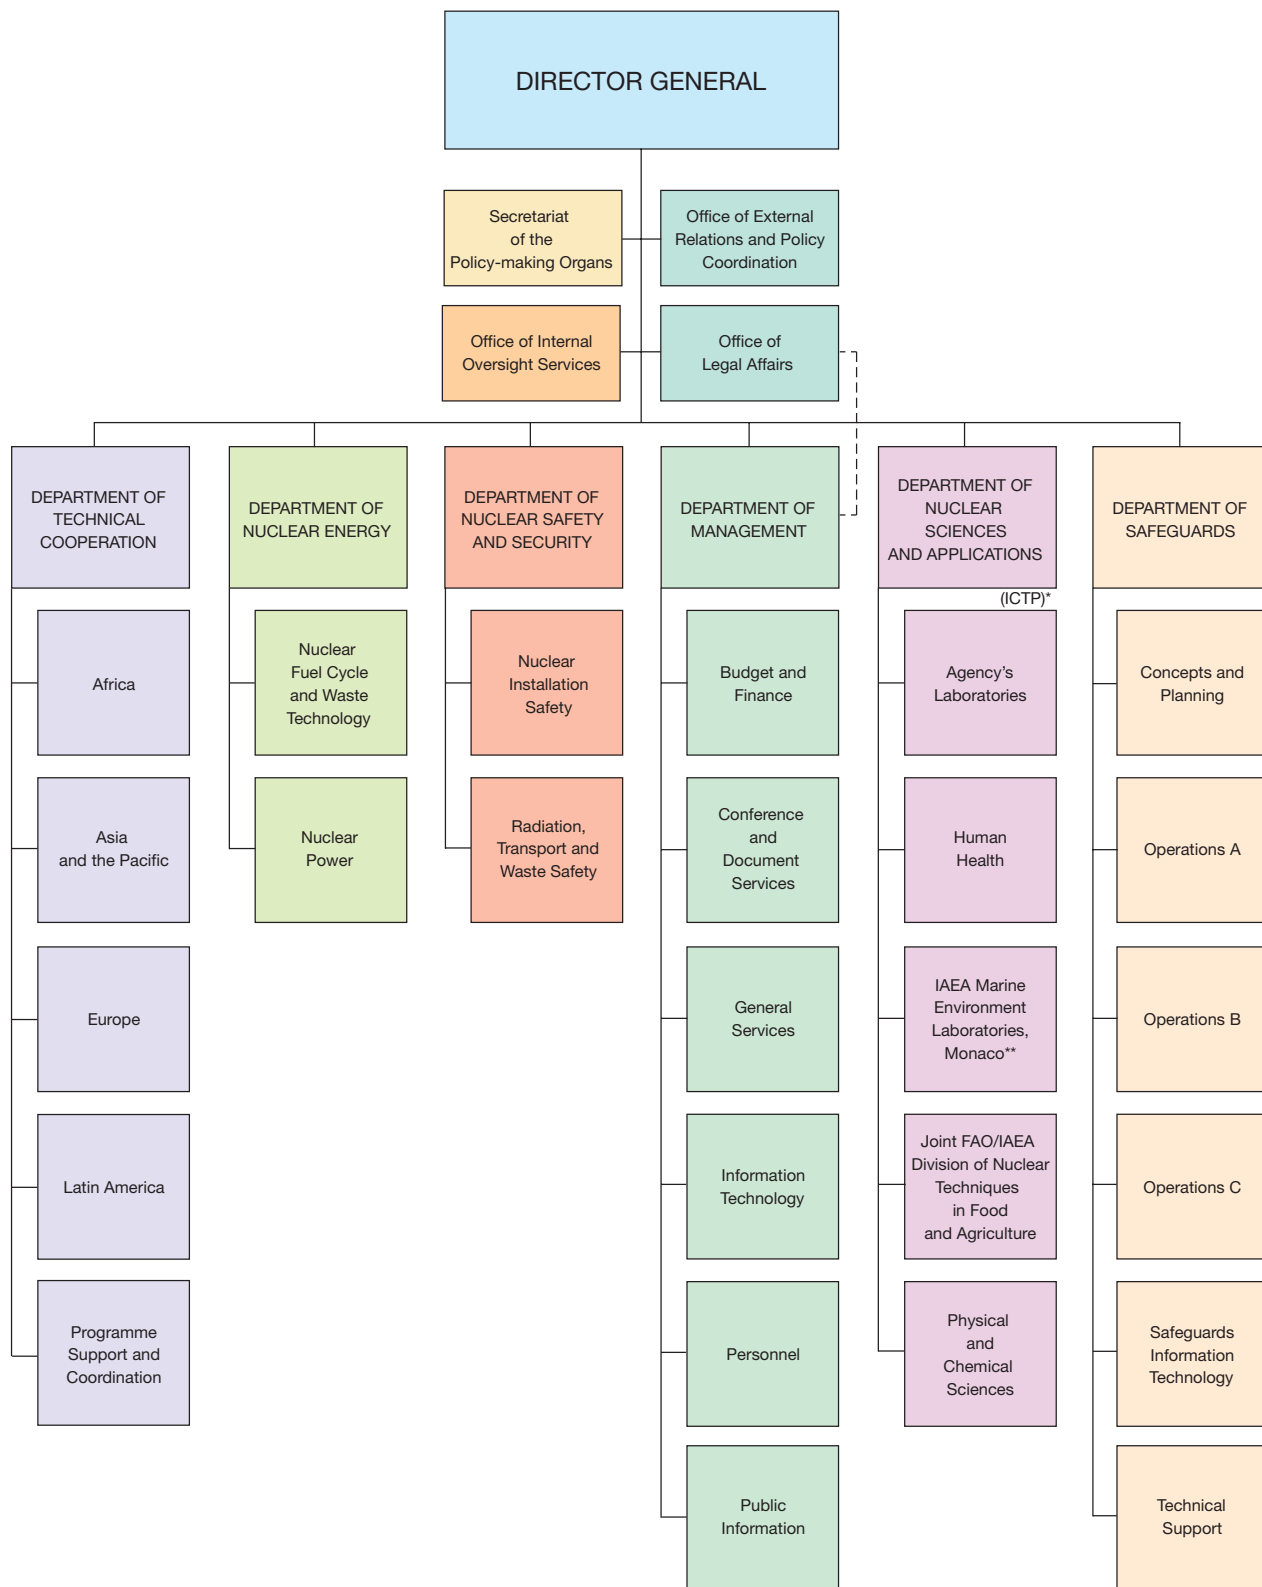 DIRECTOR GENERAL
Secretariat
of the
Policy-making Organs
Office of External
Relations and Policy
Coordination
Office of Internal
Oversight Services
Office of
Legal Affairs
DEPARTMENT OF
TECHNICAL
COOPERATION
Africa
Asia
and the Pacific
Europe
Latin America
Programme
Support and
Coordination
DEPARTMENT OF
NUCLEAR ENERGY
Nuclear
Fuel Cycle
and Waste
Technology
Nuclear
Power
DEPARTMENT OF
NUCLEAR SAFETY
AND SECURITY
Nuclear
Installation
Safety
Radiation,
Transport and
Waste Safety
DEPARTMENT OF
MANAGEMENT
Budget and
Finance
Conference
and
Document
Services
General
Services
Information
Technology
Personnel
Public
Information
DEPARTMENT OF
NUCLEAR
SCIENCES
AND APPLICATIONS
(ICTP)*
Agency’s
Laboratories
Human
Health
IAEA Marine
Environment
Laboratories,
Monaco**
Joint FAO/IAEA
Division of Nuclear
Techniques
in Food
and Agriculture
Physical
and
Chemical
Sciences
DEPARTMENT OF
SAFEGUARDS
Concepts and
Planning
Operations A
Operations B
Operations C
Safeguards
Information
Technology
Technical
Support